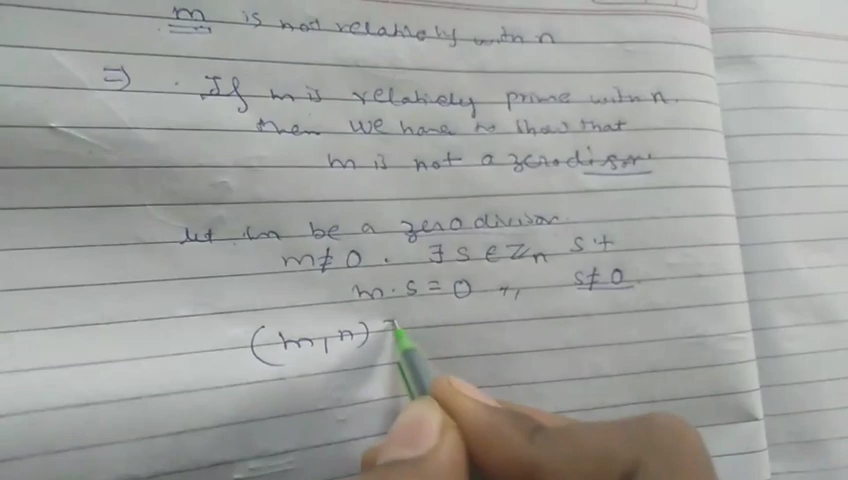 m is not relatively with n
⇒ . If m is relatively prime with n.
then we have to show that
m is not a zero divisor.
let m be a zero divisor.
m ≠ 0 . ∃ s ∈ Zn s.t
m . s = 0 , s ≠ 0
(m, n) =